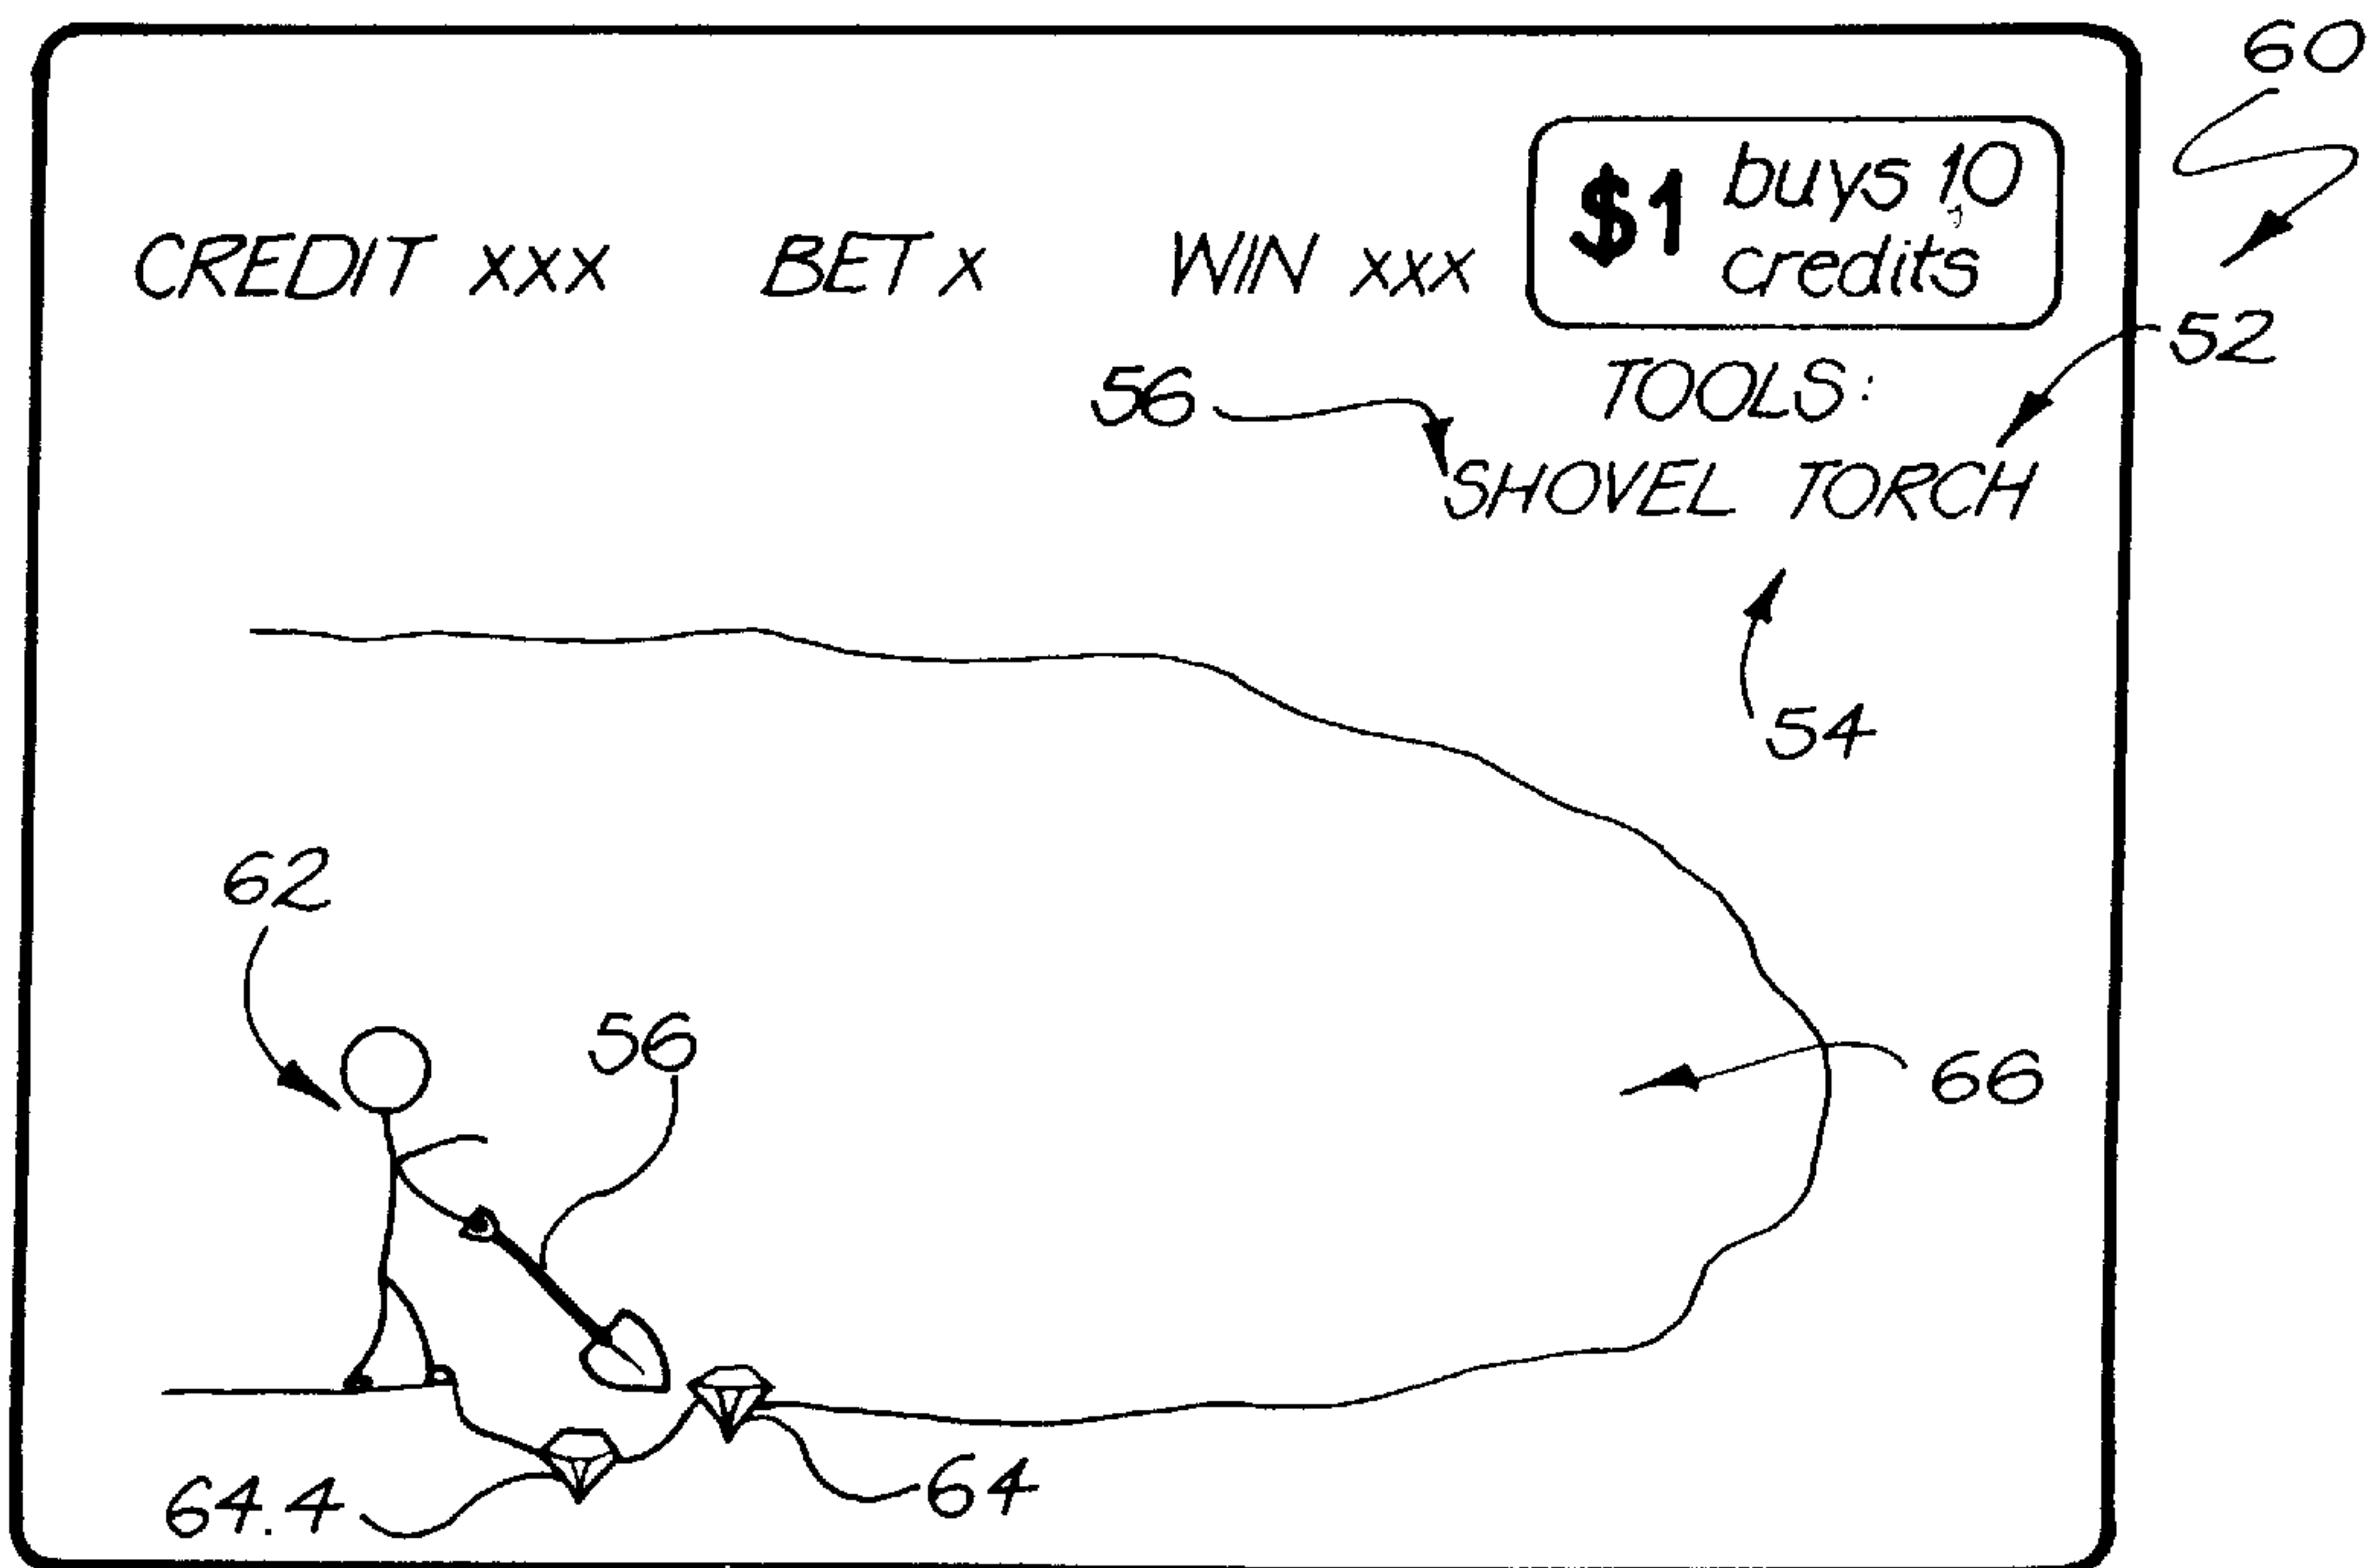 60
$1 buys 10
credits
CREDIT xxx BET x WIN xxx
52
56 TOOLS:
SHOVEL TORCH
54
62
56
66
64.4 64